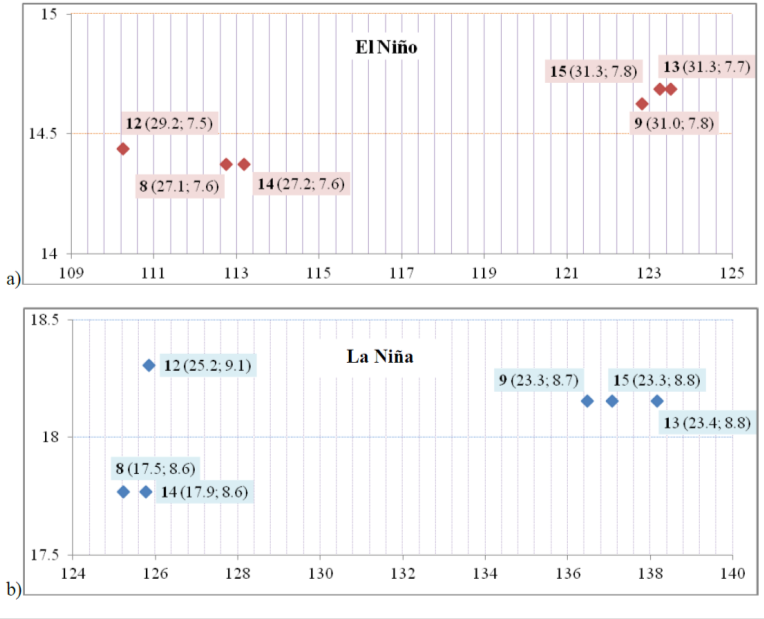 15
El Niño
15 (31.3; 7.8) 13 (31.3; 7.7)
12 (29.2; 7.5) 9 (31.0; 7.8)
14.5
8 (27.1; 7.6) 14 (27.2; 7.6)
14
a) 109 111 113 115 117 119 121 123 125
18.5
La Niña
12 (25.2; 9.1) 9 (23.3; 8.7) 15 (23.3; 8.8)
13 (23.4; 8.8)
18
8 (17.5; 8.6)
14 (17.9; 8.6)
17.5
124 126 128 130 132 134 136 138 140
b)